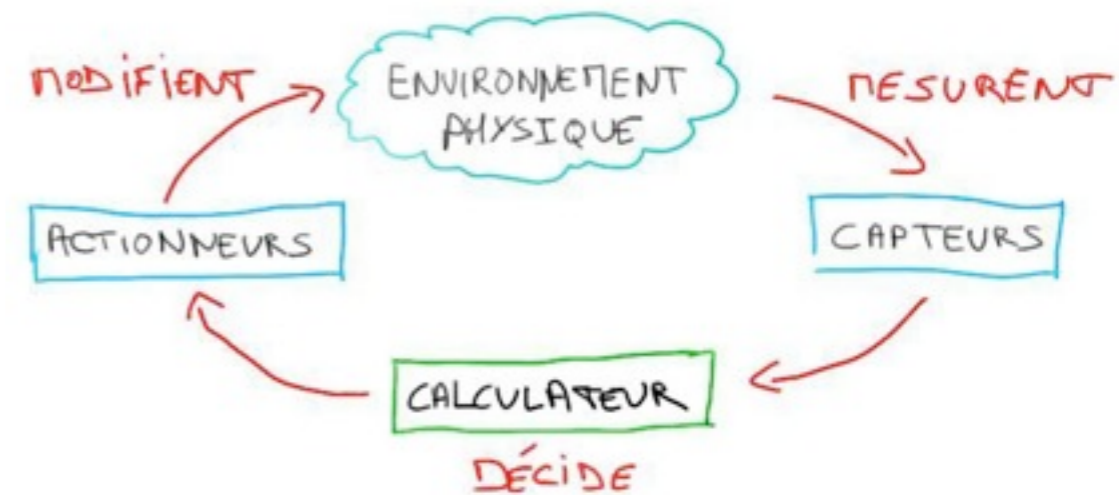 MODIFIENT
ENVIRONNEMENT
PHYSIQUE
MESURENT
ACTIONNEURS
CAPTEURS
CALCULATEUR
DÉCIDE